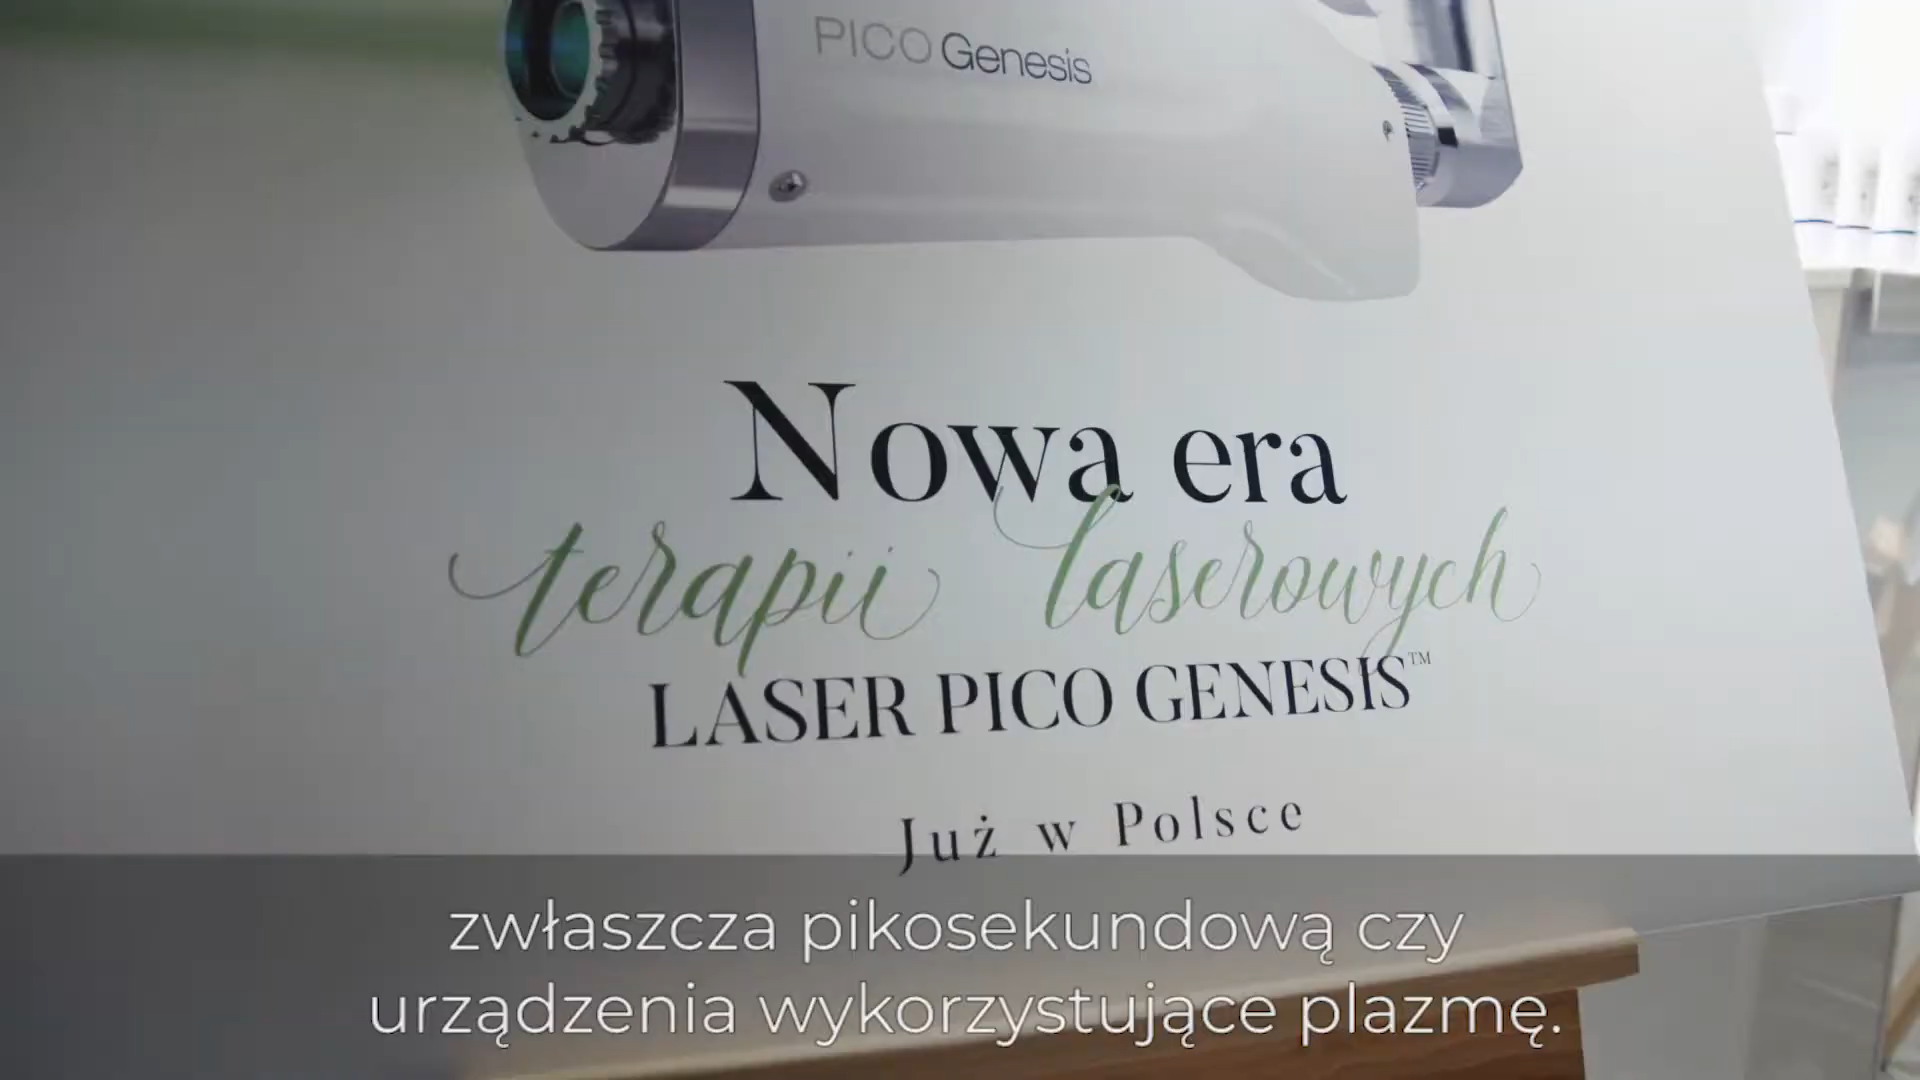 PICO Genesis
Nowa era
terapii laserowych
LASER PICO GENESIS™
Już w Polsce
zwłaszcza pikosekundową czy
urządzenia wykorzystujące plazmę.